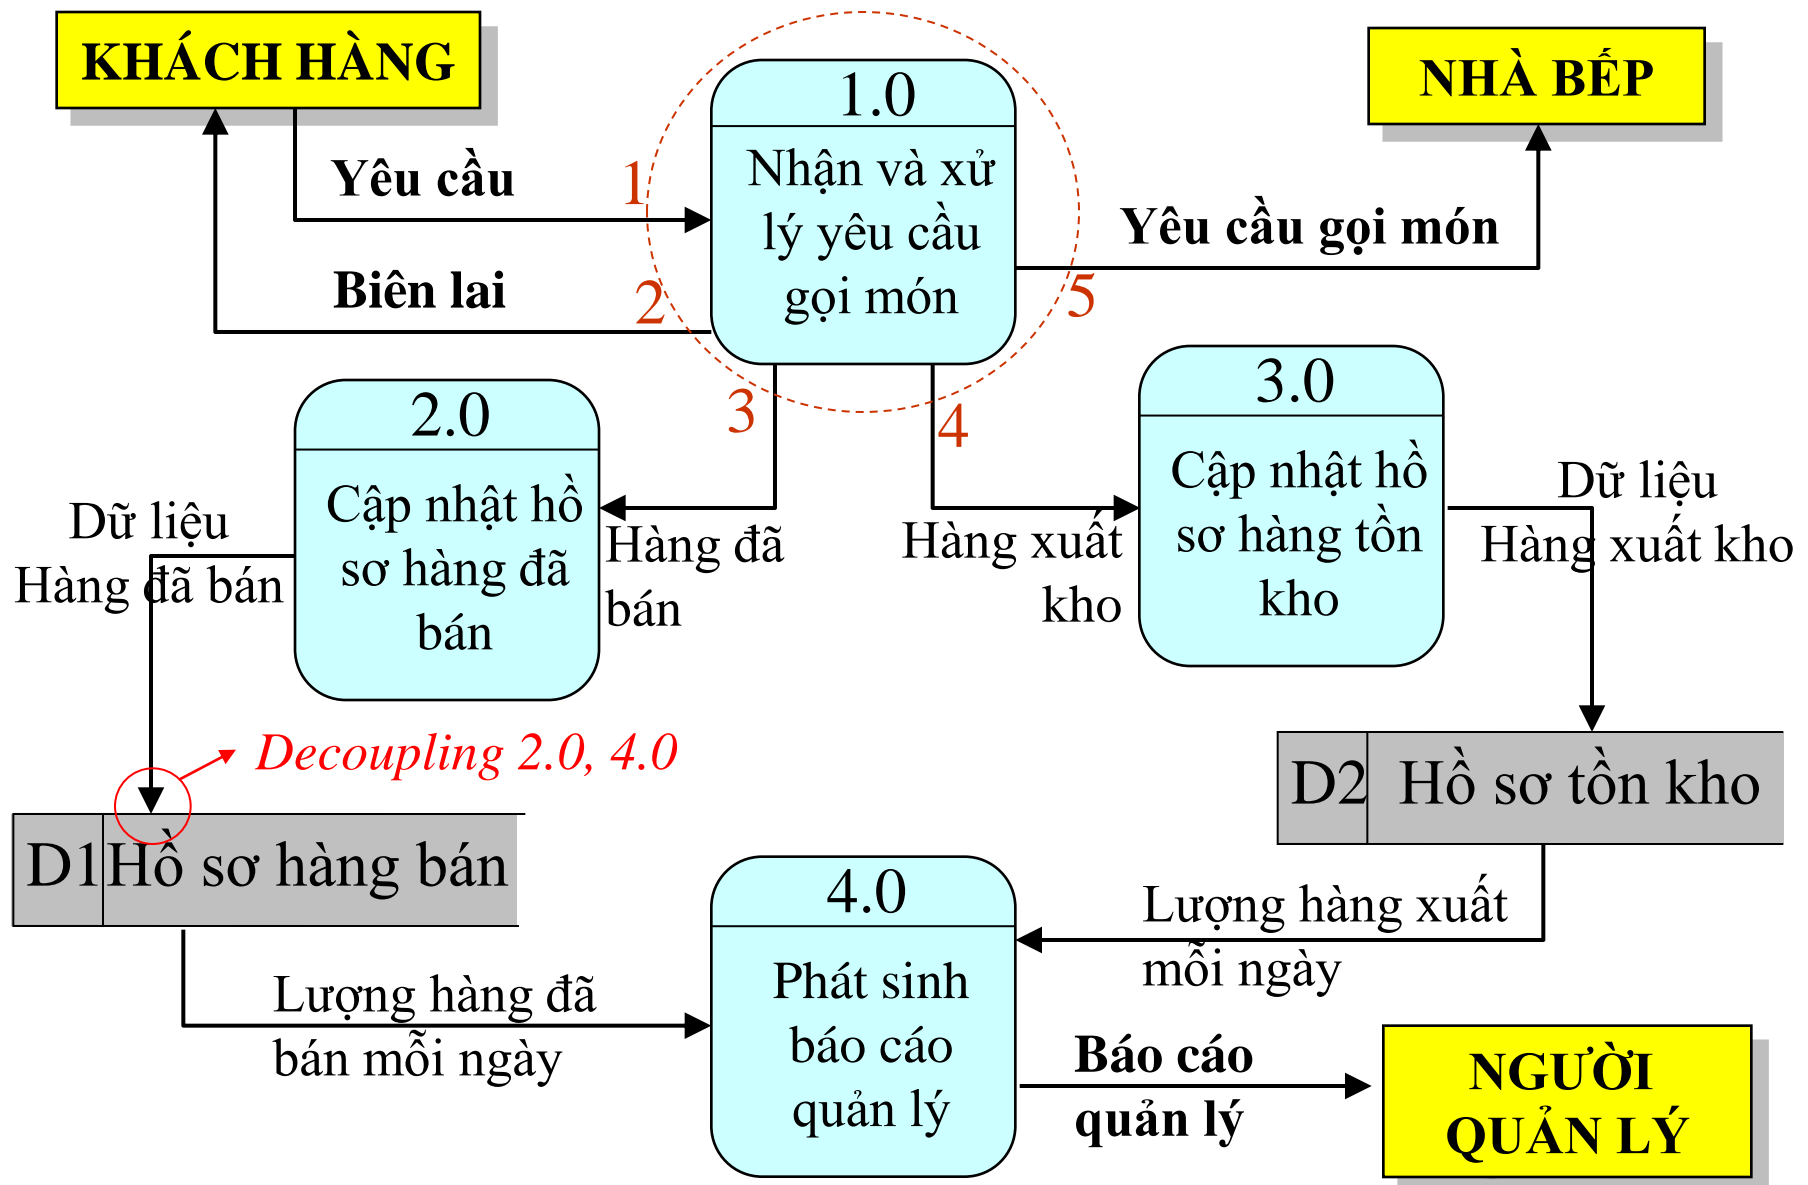 KHÁCH HÀNG
NHÀ BẾP
1.0
Nhận và xử
lý yêu cầu
gọi món
Yêu cầu
1
Biên lai
2
Yêu cầu gọi món
5
3
4
2.0
Cập nhật hồ
sơ hàng đã
bán
3.0
Cập nhật hồ
sơ hàng tồn
kho
Dữ liệu
Hàng đã bán
Hàng đã
bán
Hàng xuất
kho
Dữ liệu
Hàng xuất kho
Decoupling 2.0, 4.0
D1 Hồ sơ hàng bán
D2 Hồ sơ tồn kho
4.0
Phát sinh
báo cáo
quản lý
Lượng hàng đã
bán mỗi ngày
Lượng hàng xuất
mỗi ngày
Báo cáo
quản lý
NGƯỜI
QUẢN LÝ